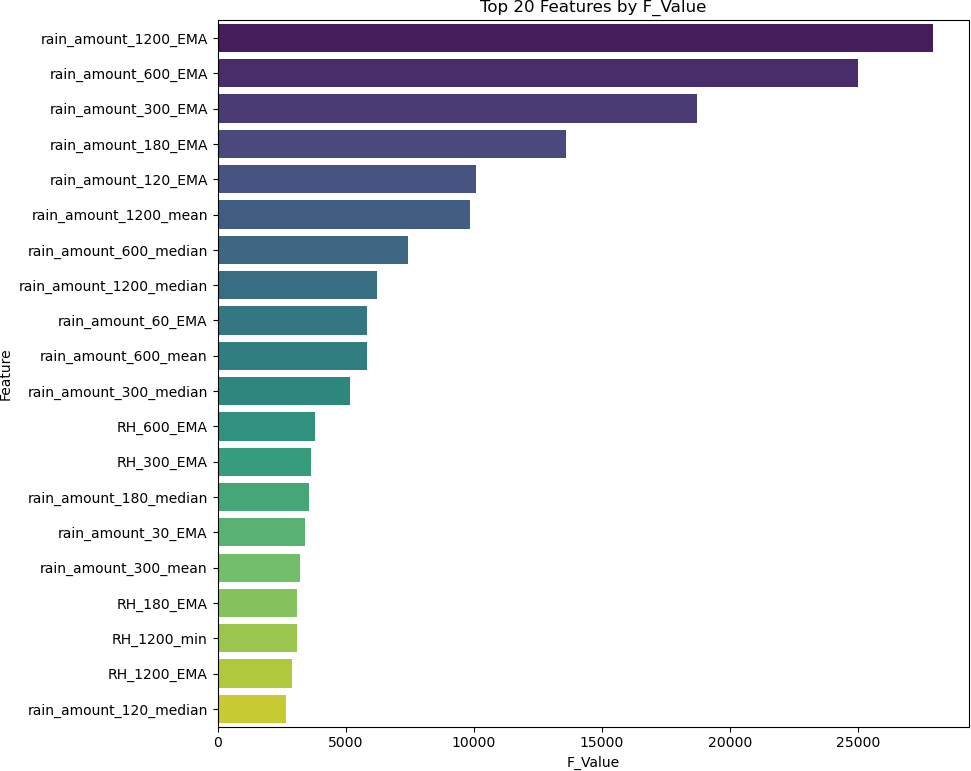 Top 20 Features by F_Value
Feature
rain_amount_1200_EMA
rain_amount_600_EMA
rain_amount_300_EMA
rain_amount_180_EMA
rain_amount_120_EMA
rain_amount_1200_mean
rain_amount_600_median
rain_amount_1200_median
rain_amount_60_EMA
rain_amount_600_mean
rain_amount_300_median
RH_600_EMA
RH_300_EMA
rain_amount_180_median
rain_amount_30_EMA
rain_amount_300_mean
RH_180_EMA
RH_1200_min
RH_1200_EMA
rain_amount_120_median
0 5000 10000 15000 20000 25000
F_Value